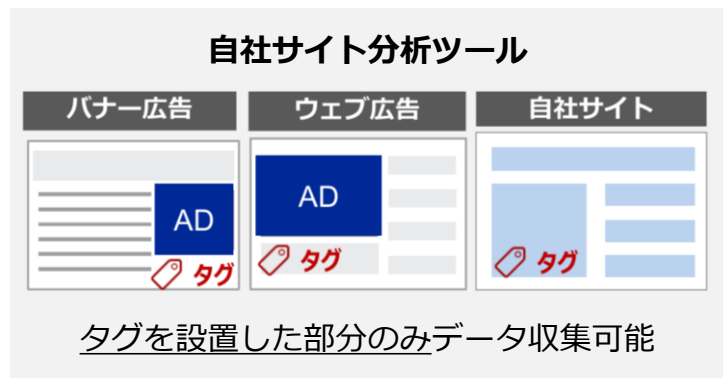 自社サイト分析ツール
バナー広告
ウェブ広告
自社サイト
AD
タグ
AD
タグ
タグ
タグを設置した部分のみデータ収集可能